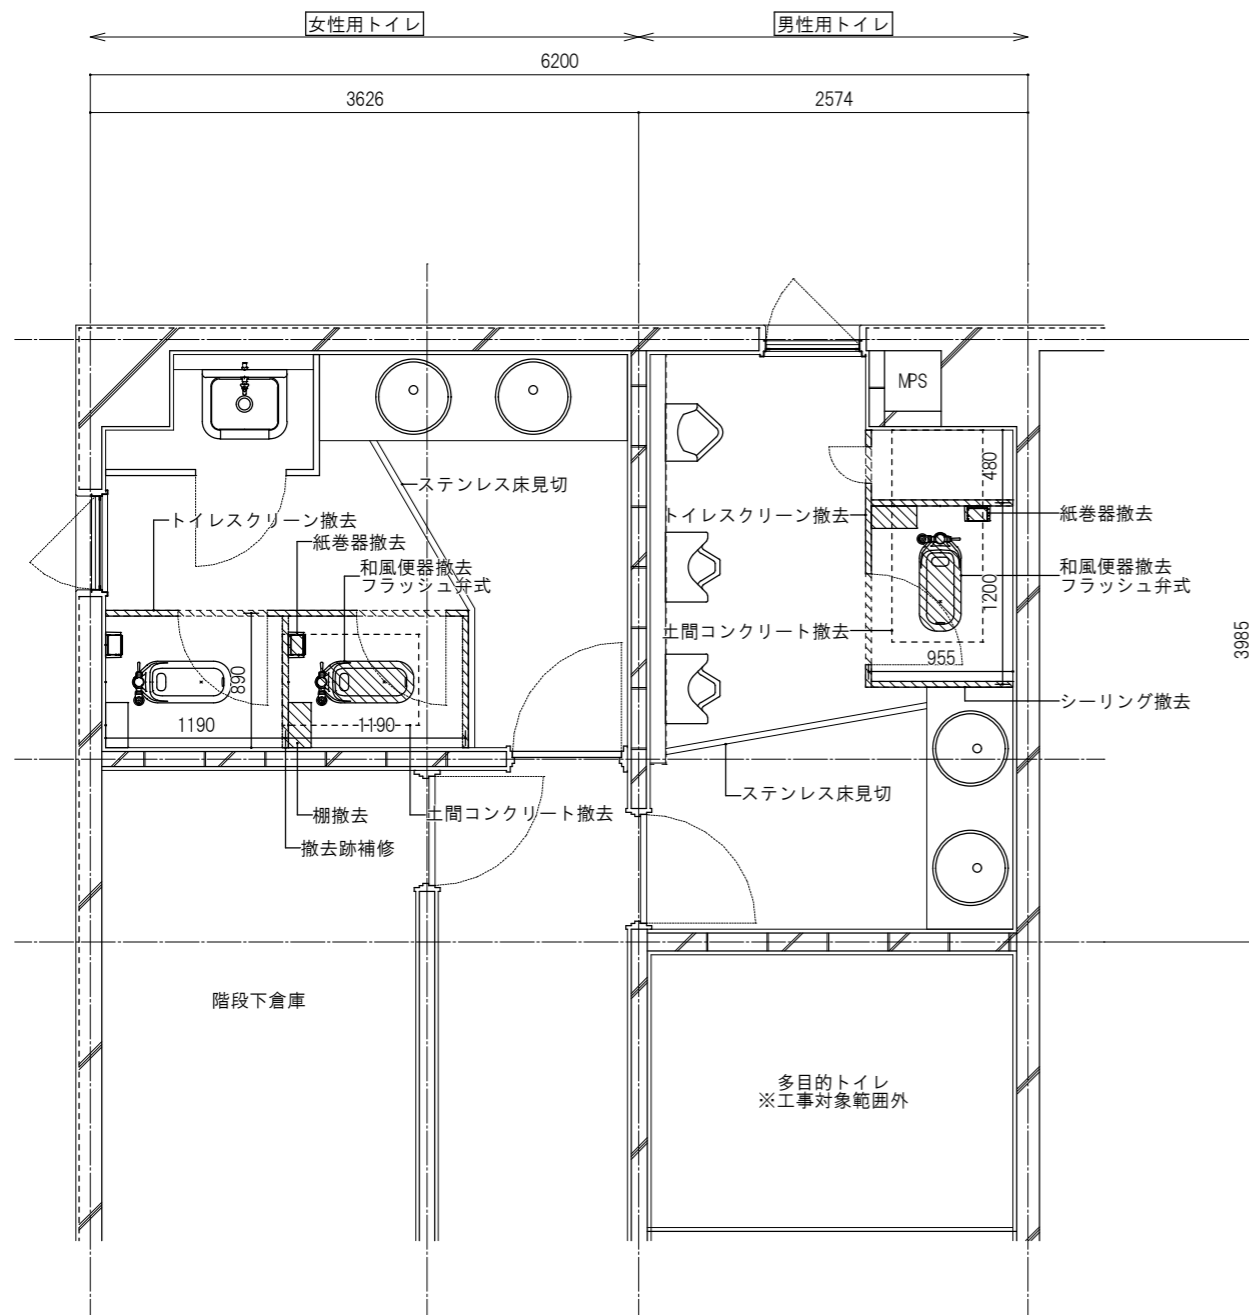 女性用トイレ
男性用トイレ
6200
3626
2574
MPS
480
ステンレス床見切
トイレスクリーン撤去
紙巻器撤去
和風便器撤去
フラッシュ弁式
トイレスクリーン撤去
紙巻器撤去
和風便器撤去
フラッシュ弁式
1200
土間コンクリート撤去
955
3985
890
1190
1190
シーリング撤去
ステンレス床見切
棚撤去
土間コンクリート撤去
撤去跡補修
階段下倉庫
多目的トイレ
※工事対象範囲外